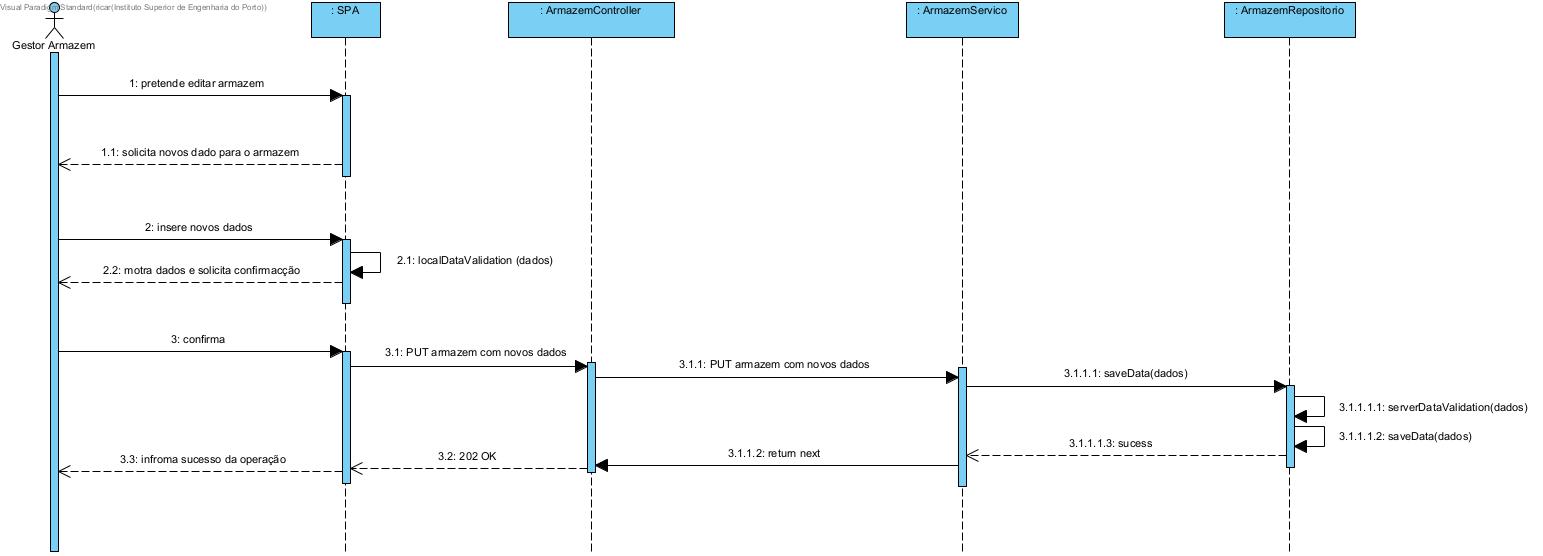 Visual Paradigm Standard(ricar(Instituto Superior de Engenharia do Porto))
: SPA
: ArmazemController
: ArmazemServico
: ArmazemRepositorio
Gestor Armazem
1: pretende editar armazem
1.1: solicita novos dado para o armazem
2: insere novos dados
2.1: localDataValidation (dados)
2.2: motra dados e solicita confirmacção
3: confirma
3.1: PUT armazem com novos dados
3.1.1: PUT armazem com novos dados
3.1.1.1: saveData(dados)
3.1.1.1.1: serverDataValidation(dados)
3.1.1.1.2: saveData(dados)
3.1.1.1.3: sucess
3.1.1.2: return next
3.2: 202 OK
3.3: infroma sucesso da operação